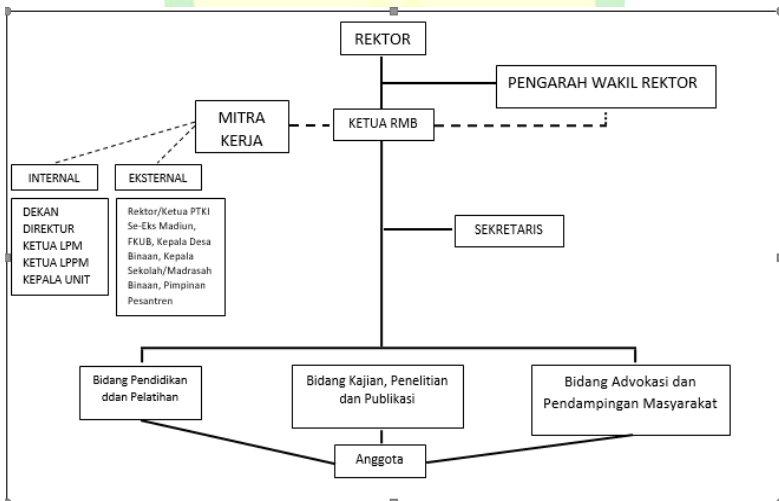 REKTOR
PENGARAH WAKIL REKTOR
MITRA
KERJA
KETUA RMB
INTERNAL
EKSTERNAL
DEKAN
DIREKTUR
KETUA LPM
KETUA LPPM
KEPALA UNIT
Rektor/Ketua PTKI
Se-Eks Madiun,
FKUB, Kepala Desa
Binaan, Kepala
Sekolah/Madrasah
Binaan, Pimpinan
Pesantren
SEKRETARIS
Bidang Pendidikan
ddan Pelatihan
Bidang Kajian, Penelitian
dan Publikasi
Bidang Advokasi dan
Pendampingan Masyarakat
Anggota